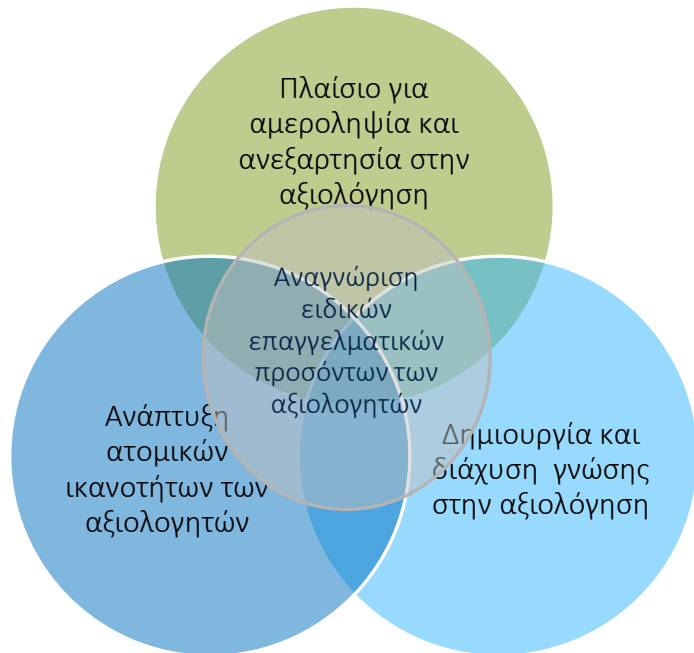 Πλαίσιο για
αμεροληψία και
ανεξαρτησία στην
αξιολόγηση
Αναγνώριση
ειδικών
επαγγελματικών
προσόντων των
αξιολογητών
Ανάπτυξη
ατομικών
ικανοτήτων των
αξιολογητών
Δημιουργία και
διάχυση γνώσης
στην αξιολόγηση